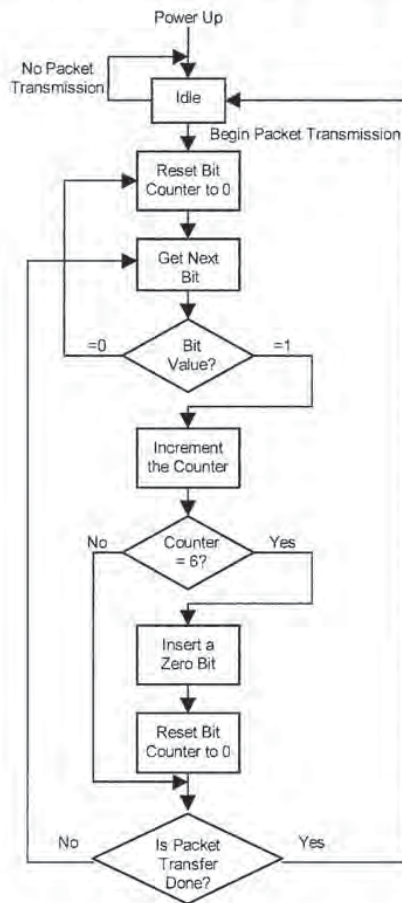 Power Up
No Packet
Transmission
Idle
Begin Packet Transmission
Reset Bit
Counter to 0
Get Next
Bit
=0
Bit
Value?
=1
Increment
the Counter
No
Counter
= 6?
Yes
Insert a
Zero Bit
Reset Bit
Counter to 0
No
Is Packet
Transfer
Done?
Yes